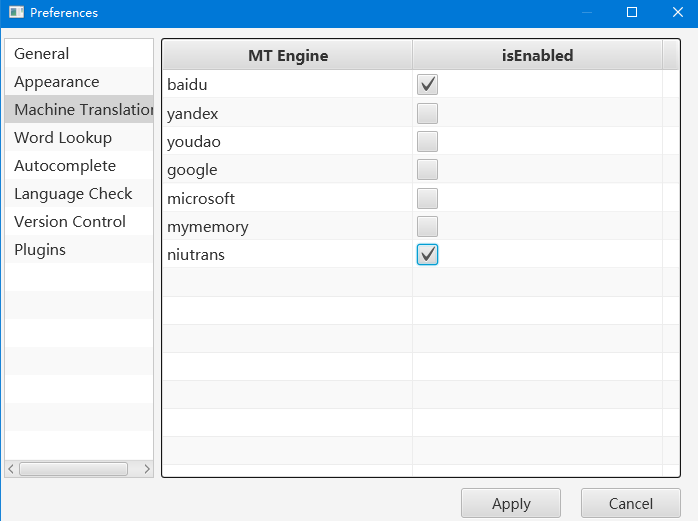 Preferences
General
Appearance
Machine Translation
Word Lookup
Autocomplete
Language Check
Version Control
Plugins
MT Engine isEnabled
baidu
yandex
youdao
google
microsoft
mymemory
niutrans
Apply Cancel